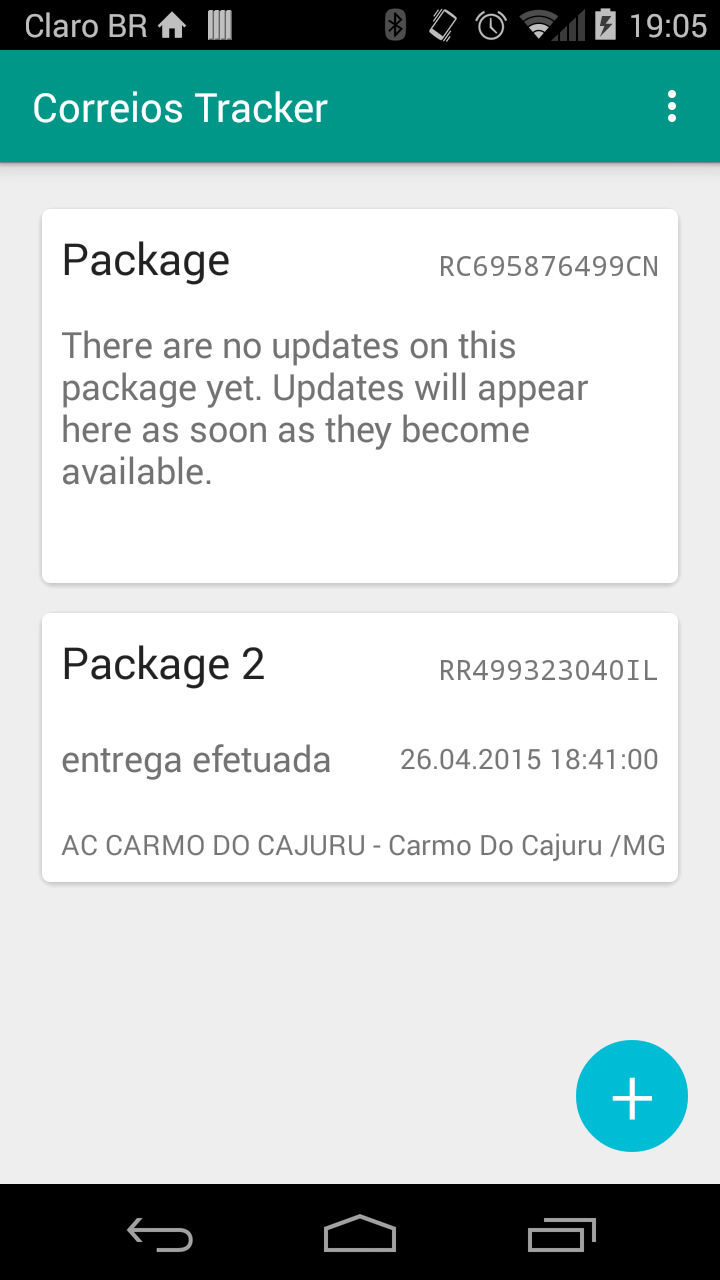 Claro BR 19:05
Correios Tracker
Package RC695876499CN
There are no updates on this
package yet. Updates will appear
here as soon as they become
available.
Package 2 RR499323040IL
entrega efetuada 26.04.2015 18:41:00
AC CARMO DO CAJURU - Carmo Do Cajuru /MG